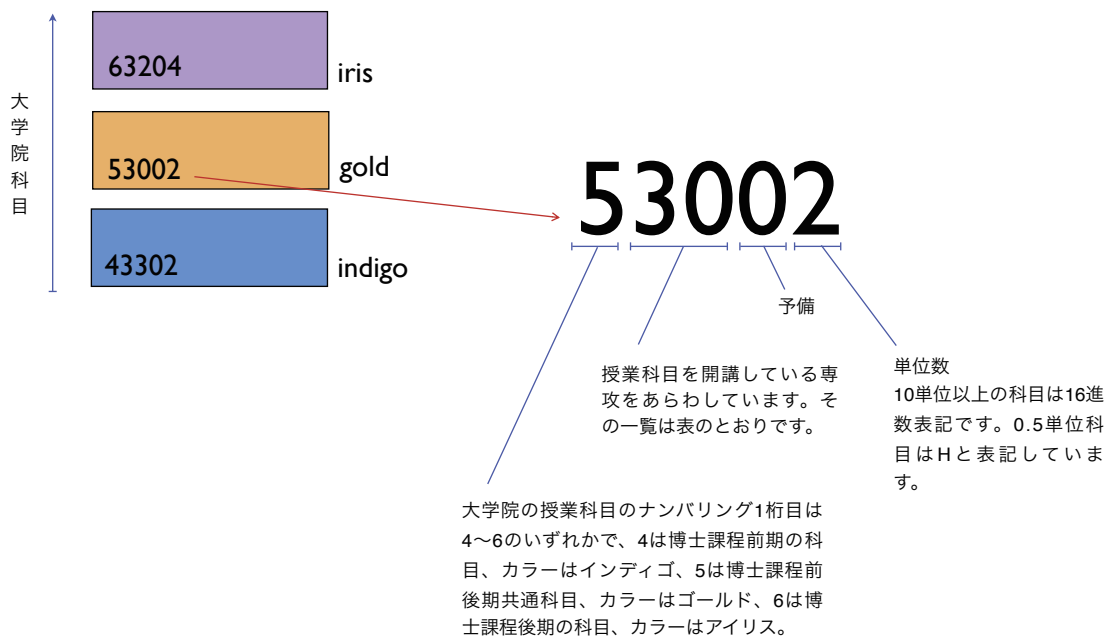 大学院科目
63204
iris
53002
gold
43302
indigo
53002
予備
授業科目を開講している専
攻をあらわしています。そ
の一覧は表のとおりです。
単位数
10単位以上の科目は16進
数表記です。0.5単位科
目はHと表記していま
す。
大学院の授業科目のナンバリング1桁目は
4〜6のいずれかで、4は博士課程前期の科
目、カラーはインディゴ、5は博士課程前
後期共通科目、カラーはゴールド、6は博
士課程後期の科目、カラーはアイリス。